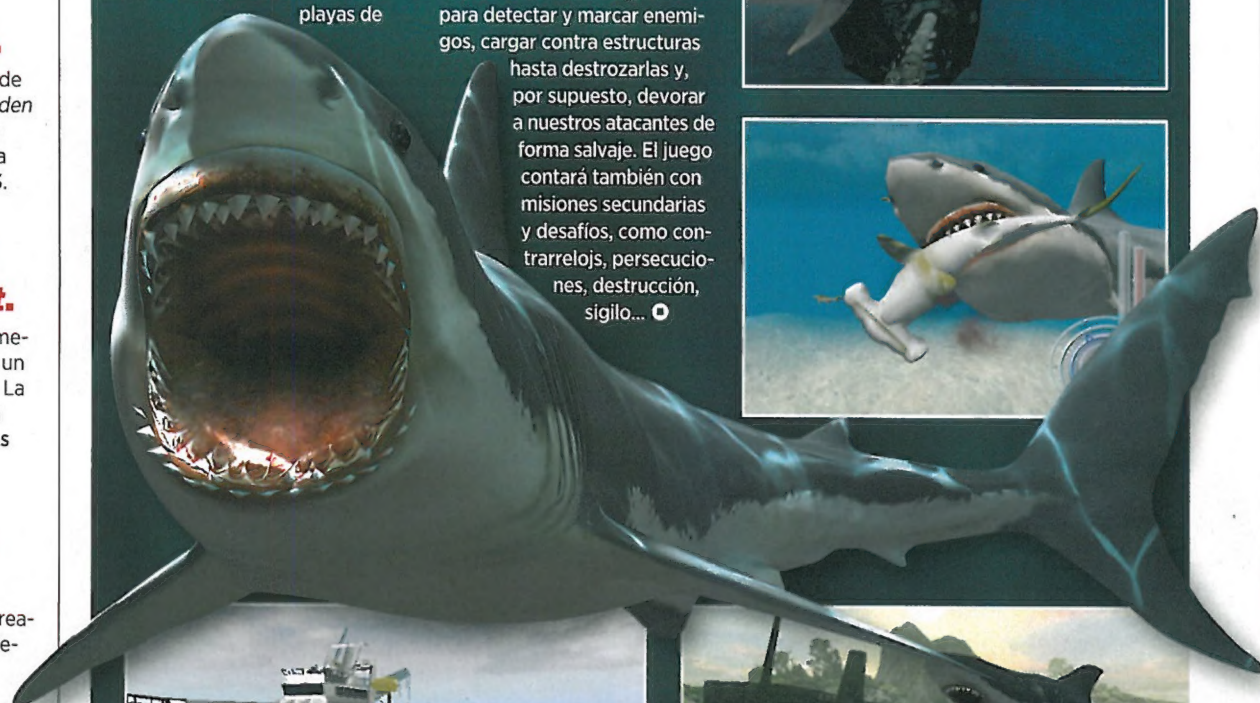 de
den
a
s.
t.
me-
un
La
s
rea-
e-
playas de
para detectar y marcar enemi-
gos, cargar contra estructuras
hasta destrozarlas y,
por supuesto, devorar
a nuestros atacantes de
forma salvaje. El juego
contará también con
misiones secundarias
y desafíos, como con-
trarrelojs, persecucio-
nes, destrucción,
sigilo...